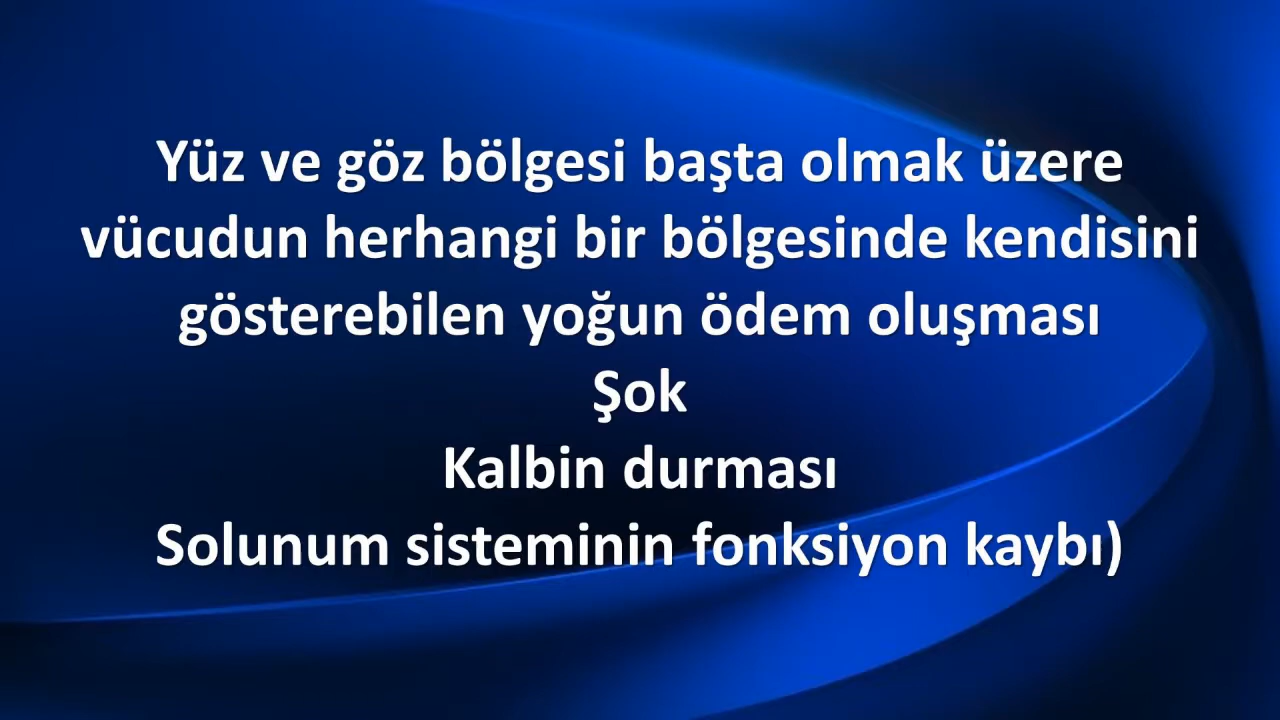 Yüz ve göz bölgesi başta olmak üzere
vücudun herhangi bir bölgesinde kendisini
gösterebilen yoğun ödem oluşması
Şok
Kalbin durması
Solunum sisteminin fonksiyon kaybı)